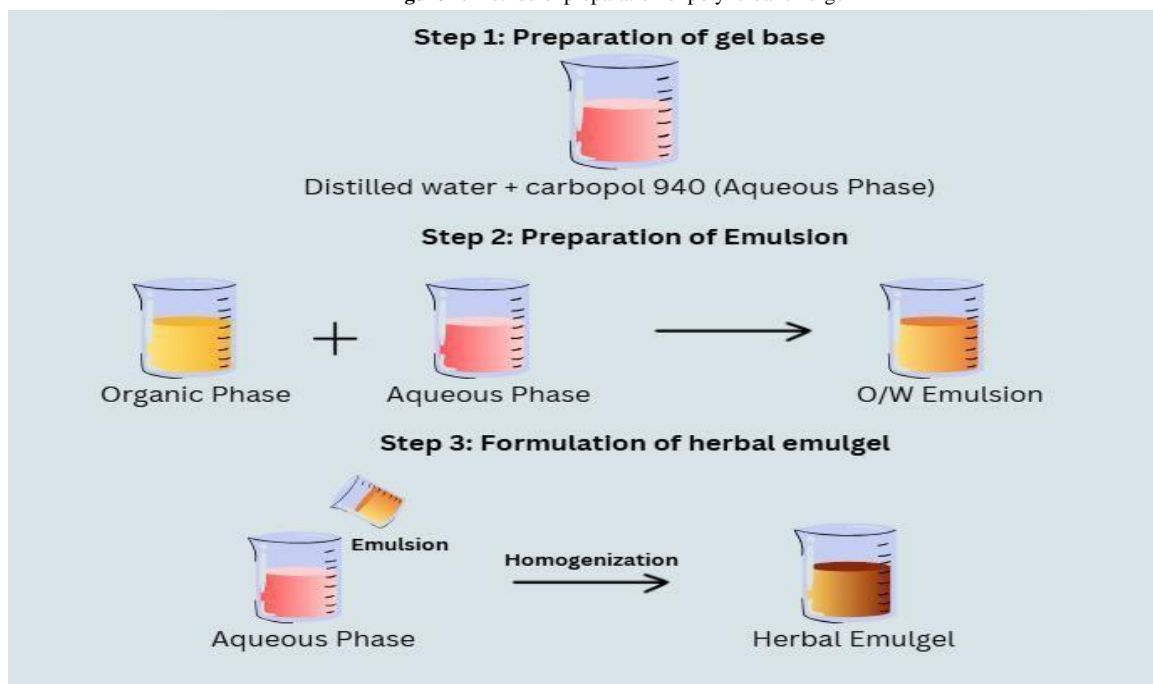 Step 1: Preparation of gel base
Distilled water + carbopol 940 (Aqueous Phase)
Step 2: Preparation of Emulsion
+
Organic Phase Aqueous Phase O/W Emulsion
Step 3: Formulation of herbal emulgel
Emulsion
Homogenization
Aqueous Phase Herbal Emulgel